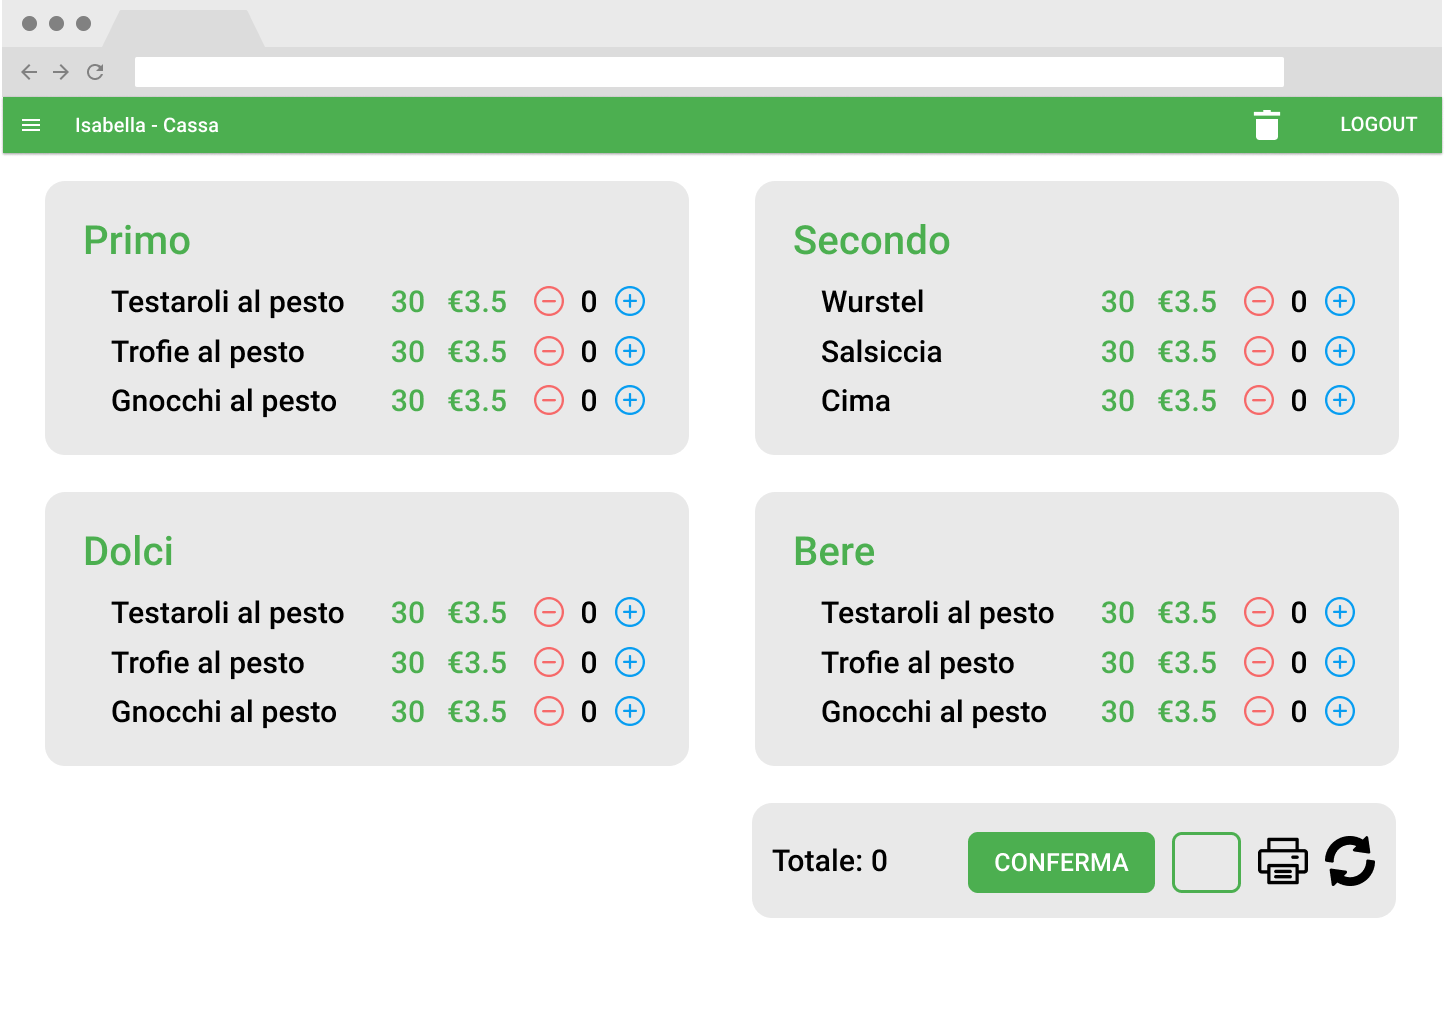 Isabella - Cassa
LOGOUT
Primo
Testaroli al pesto 30 €3.5 0
Trofie al pesto 30 €3.5 0
Gnocchi al pesto 30 €3.5 0
Secondo
Wurstel 30 €3.5 0
Salsiccia 30 €3.5 0
Cima 30 €3.5 0
Dolci
Testaroli al pesto 30 €3.5 0
Trofie al pesto 30 €3.5 0
Gnocchi al pesto 30 €3.5 0
Bere
Testaroli al pesto 30 €3.5 0
Trofie al pesto 30 €3.5 0
Gnocchi al pesto 30 €3.5 0
Totale: 0
CONFERMA